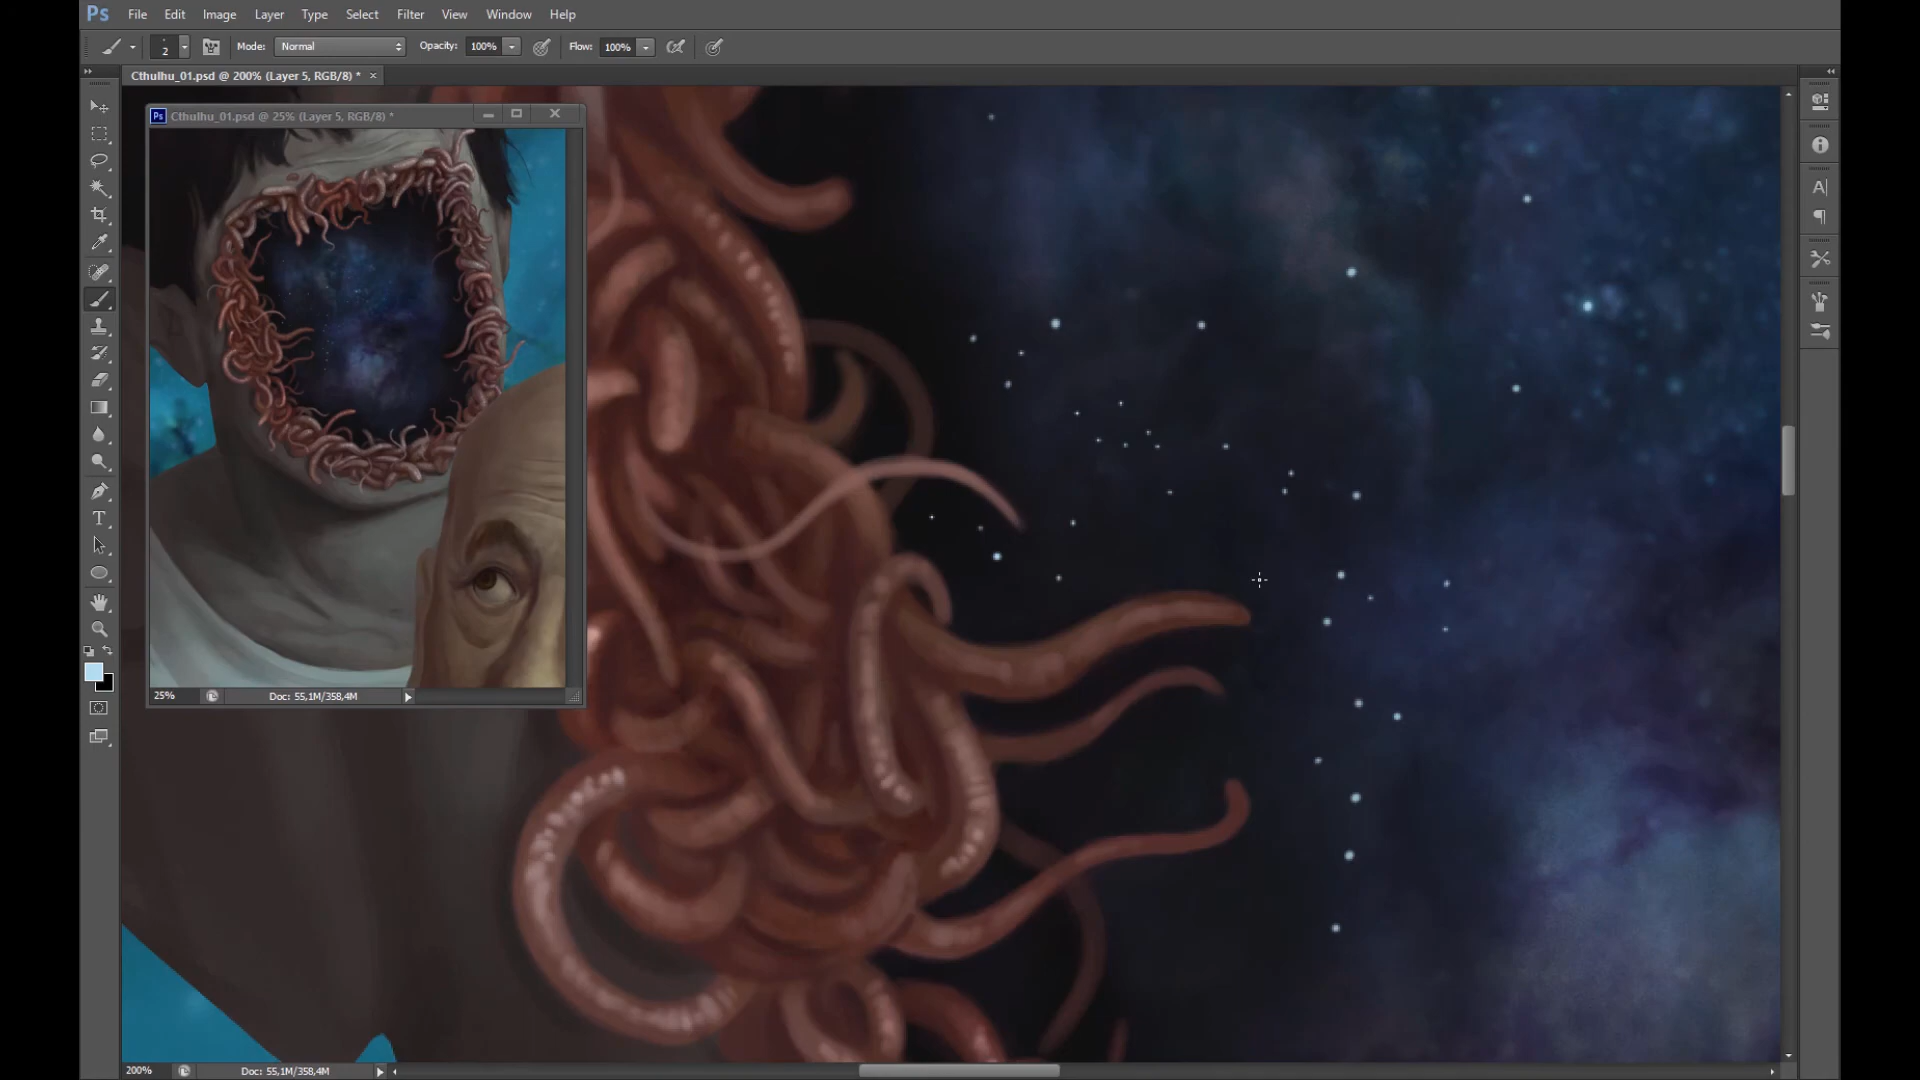 Ps File Edit Image Layer Type Select Filter View Window Help
2 Mode: Normal Opacity: 100% Flow: 100%
Cthulhu_01.psd @ 200% (Layer 5, RGB/8) * ×
Ps Cthulhu_01.psd @ 25% (Layer 5, RGB/8) *
25% Doc: 55,1M/358,4M
200% Doc: 55,1M/358,4M